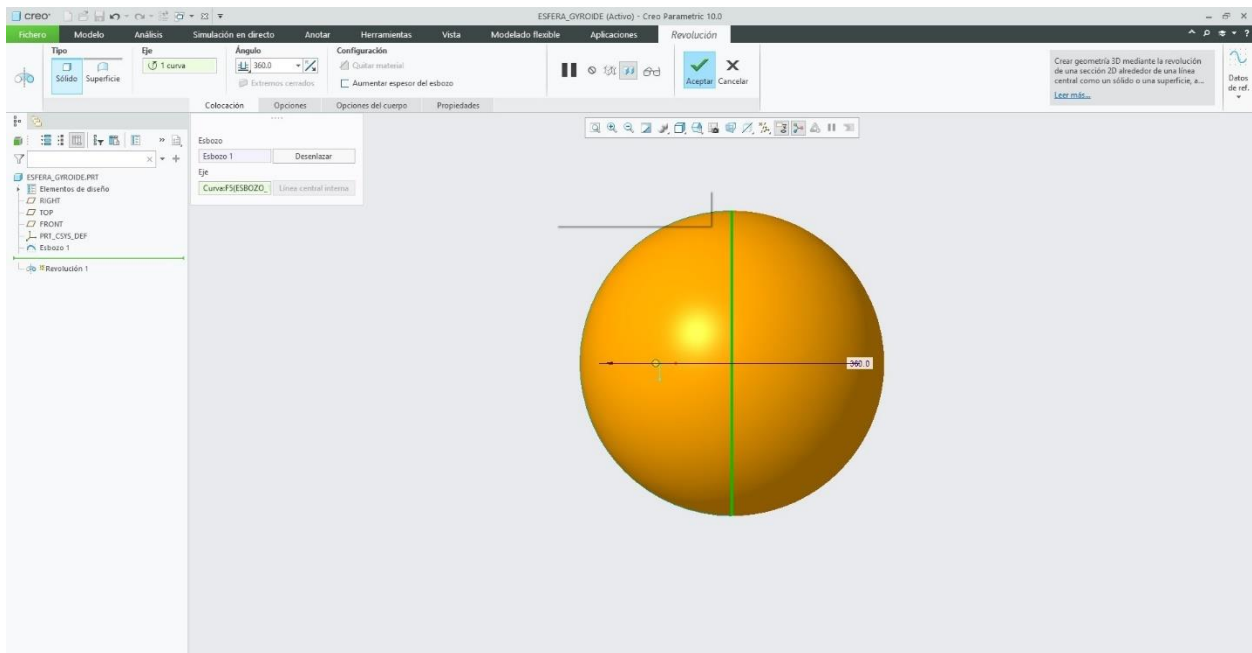 creo ESFERA_GYROIDE (Activo) - Creo Parametric 10.0
Fichero Modelo Análisis Simulación en directo Anotar Herramientas Vista Modelado flexible Aplicaciones Revolución
Tipo Eje Ángulo Configuración
Sólido Superficie 1 curva 360.0 Quitar material
Extremos cerrados Aumentar espesor del esbozo
Aceptar Cancelar
Crear geometría 3D mediante la revolución
de una sección 2D alrededor de una línea
central como un sólido o una superficie, a...
Leer más...
Datos
de ref.
Colocación Opciones Opciones del cuerpo Propiedades
Esbozo
Esbozo 1 Desenlazar
Eje
Curva:F5(ESBOZO_ Línea central interna
ESFERA_GYROIDE.PRT
Elementos de diseño
RIGHT
TOP
FRONT
PRT_CSYS_DEF
Esbozo 1
Revolución 1
360.0